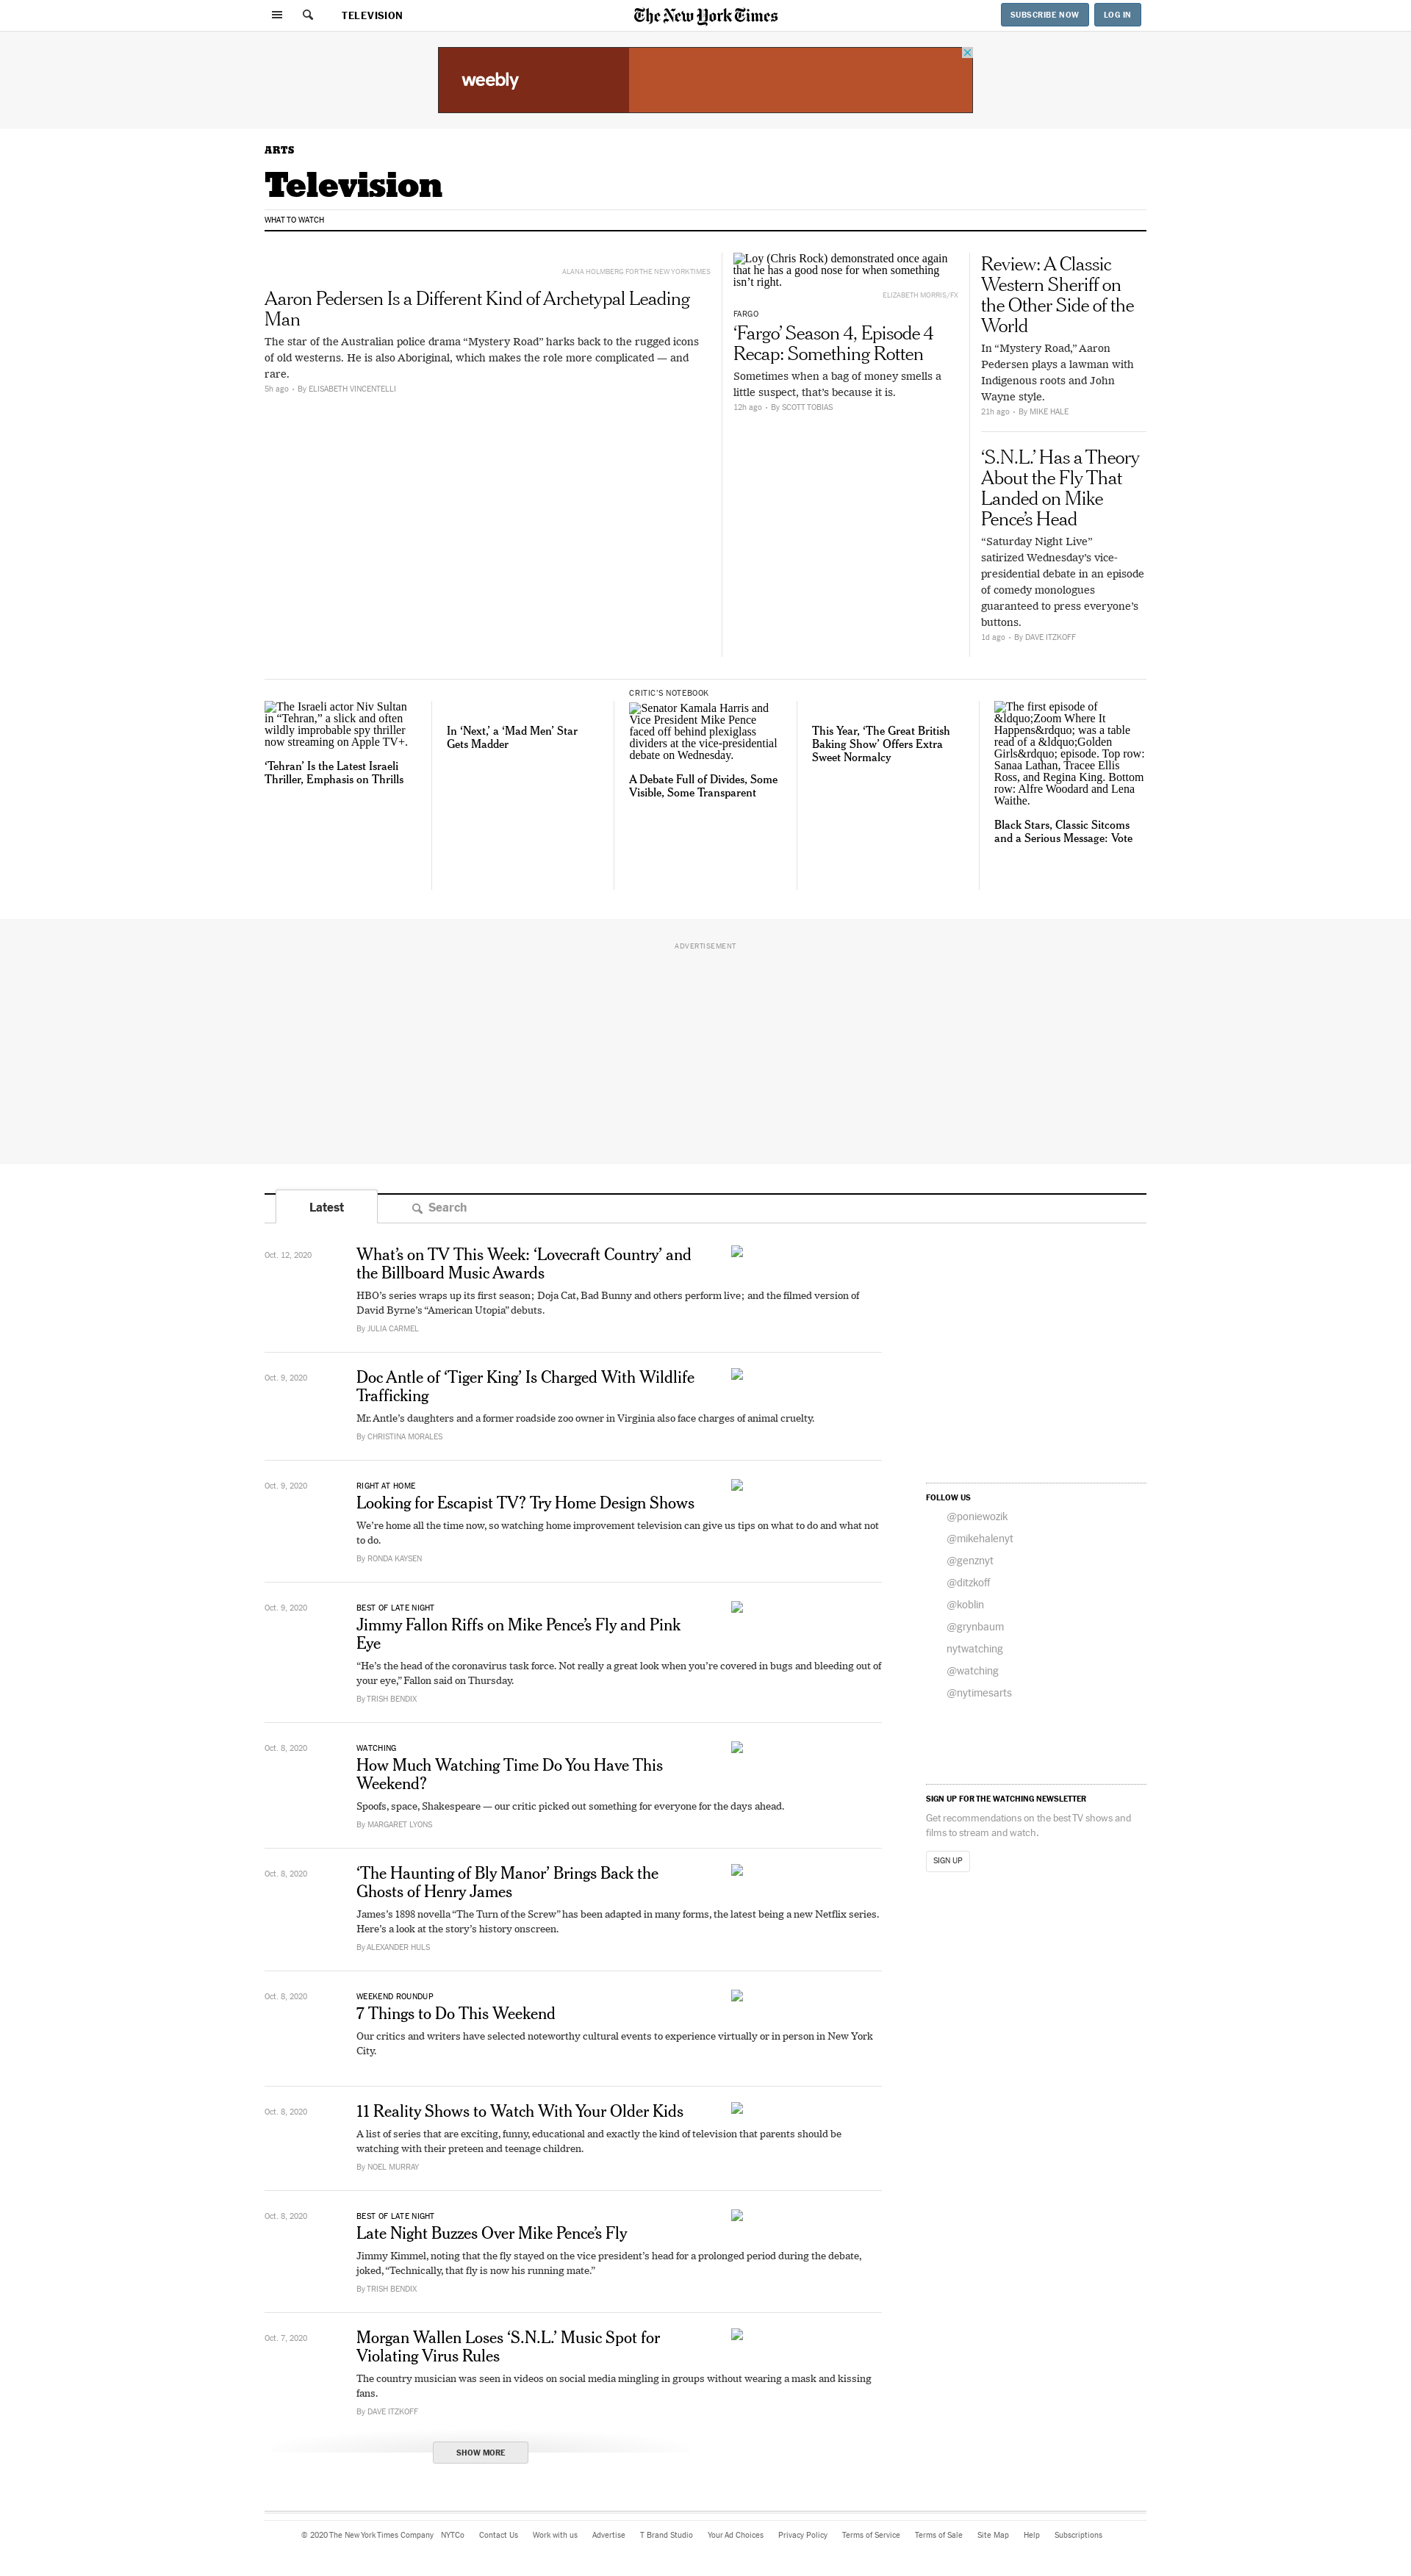 TELEVISION
The New York Times
SUBSCRIBE NOW
LOG IN
weebly
ARTS
Television
WHAT TO WATCH
ALANA HOLMBERG FOR THE NEW YORK TIMES
Aaron Pedersen Is a Different Kind of Archetypal Leading
Man
The star of the Australian police drama “Mystery Road” harks back to the rugged icons
of old westerns. He is also Aboriginal, which makes the role more complicated — and
rare.
5h ago • By ELISABETH VINCENTELLI
Loy (Chris Rock) demonstrated once again
that he has a good nose for when something
isn’t right.
ELIZABETH MORRIS/FX
FARGO
‘Fargo’ Season 4, Episode 4
Recap: Something Rotten
Sometimes when a bag of money smells a
little suspect, that’s because it is.
12h ago • By SCOTT TOBIAS
Review: A Classic
Western Sheriff on
the Other Side of the
World
In “Mystery Road,” Aaron
Pedersen plays a lawman with
Indigenous roots and John
Wayne style.
21h ago • By MIKE HALE
‘S.N.L.’ Has a Theory
About the Fly That
Landed on Mike
Pence’s Head
“Saturday Night Live”
satirized Wednesday’s vice-
presidential debate in an episode
of comedy monologues
guaranteed to press everyone’s
buttons.
1d ago • By DAVE ITZKOFF
The Israeli actor Niv Sultan
in “Tehran,” a slick and often
wildly improbable spy thriller
now streaming on Apple TV+.
‘Tehran’ Is the Latest Israeli
Thriller, Emphasis on Thrills
In ‘Next,’ a ‘Mad Men’ Star
Gets Madder
CRITIC’S NOTEBOOK
Senator Kamala Harris and
Vice President Mike Pence
faced off behind plexiglass
dividers at the vice-presidential
debate on Wednesday.
A Debate Full of Divides, Some
Visible, Some Transparent
This Year, ‘The Great British
Baking Show’ Offers Extra
Sweet Normalcy
The first episode of
&ldquo;Zoom Where It
Happens&rdquo; was a table
read of a &ldquo;Golden
Girls&rdquo; episode. Top row:
Sanaa Lathan, Tracee Ellis
Ross, and Regina King. Bottom
row: Alfre Woodard and Lena
Waithe.
Black Stars, Classic Sitcoms
and a Serious Message: Vote
ADVERTISEMENT
Latest
Search
Oct. 12, 2020
What’s on TV This Week: ‘Lovecraft Country’ and
the Billboard Music Awards
HBO’s series wraps up its first season; Doja Cat, Bad Bunny and others perform live; and the filmed version of
David Byrne’s “American Utopia” debuts.
By JULIA CARMEL
Oct. 9, 2020
Doc Antle of ‘Tiger King’ Is Charged With Wildlife
Trafficking
Mr. Antle’s daughters and a former roadside zoo owner in Virginia also face charges of animal cruelty.
By CHRISTINA MORALES
Oct. 9, 2020
RIGHT AT HOME
Looking for Escapist TV? Try Home Design Shows
We’re home all the time now, so watching home improvement television can give us tips on what to do and what not
to do.
By RONDA KAYSEN
Oct. 9, 2020
BEST OF LATE NIGHT
Jimmy Fallon Riffs on Mike Pence’s Fly and Pink
Eye
“He’s the head of the coronavirus task force. Not really a great look when you’re covered in bugs and bleeding out of
your eye,” Fallon said on Thursday.
By TRISH BENDIX
Oct. 8, 2020
WATCHING
How Much Watching Time Do You Have This
Weekend?
Spoofs, space, Shakespeare — our critic picked out something for everyone for the days ahead.
By MARGARET LYONS
Oct. 8, 2020
‘The Haunting of Bly Manor’ Brings Back the
Ghosts of Henry James
James’s 1898 novella “The Turn of the Screw” has been adapted in many forms, the latest being a new Netflix series.
Here’s a look at the story’s history onscreen.
By ALEXANDER HULS
Oct. 8, 2020
WEEKEND ROUNDUP
7 Things to Do This Weekend
Our critics and writers have selected noteworthy cultural events to experience virtually or in person in New York
City.
Oct. 8, 2020
11 Reality Shows to Watch With Your Older Kids
A list of series that are exciting, funny, educational and exactly the kind of television that parents should be
watching with their preteen and teenage children.
By NOEL MURRAY
Oct. 8, 2020
BEST OF LATE NIGHT
Late Night Buzzes Over Mike Pence’s Fly
Jimmy Kimmel, noting that the fly stayed on the vice president’s head for a prolonged period during the debate,
joked, “Technically, that fly is now his running mate.”
By TRISH BENDIX
Oct. 7, 2020
Morgan Wallen Loses ‘S.N.L.’ Music Spot for
Violating Virus Rules
The country musician was seen in videos on social media mingling in groups without wearing a mask and kissing
fans.
By DAVE ITZKOFF
SHOW MORE
FOLLOW US
@poniewozik
@mikehalenyt
@genznyt
@ditzkoff
@koblin
@grynbaum
nytwatching
@watching
@nytimesarts
SIGN UP FOR THE WATCHING NEWSLETTER
Get recommendations on the best TV shows and
films to stream and watch.
SIGN UP
© 2020 The New York Times Company NYTCo Contact Us Work with us Advertise T Brand Studio Your Ad Choices Privacy Policy Terms of Service Terms of Sale Site Map Help Subscriptions